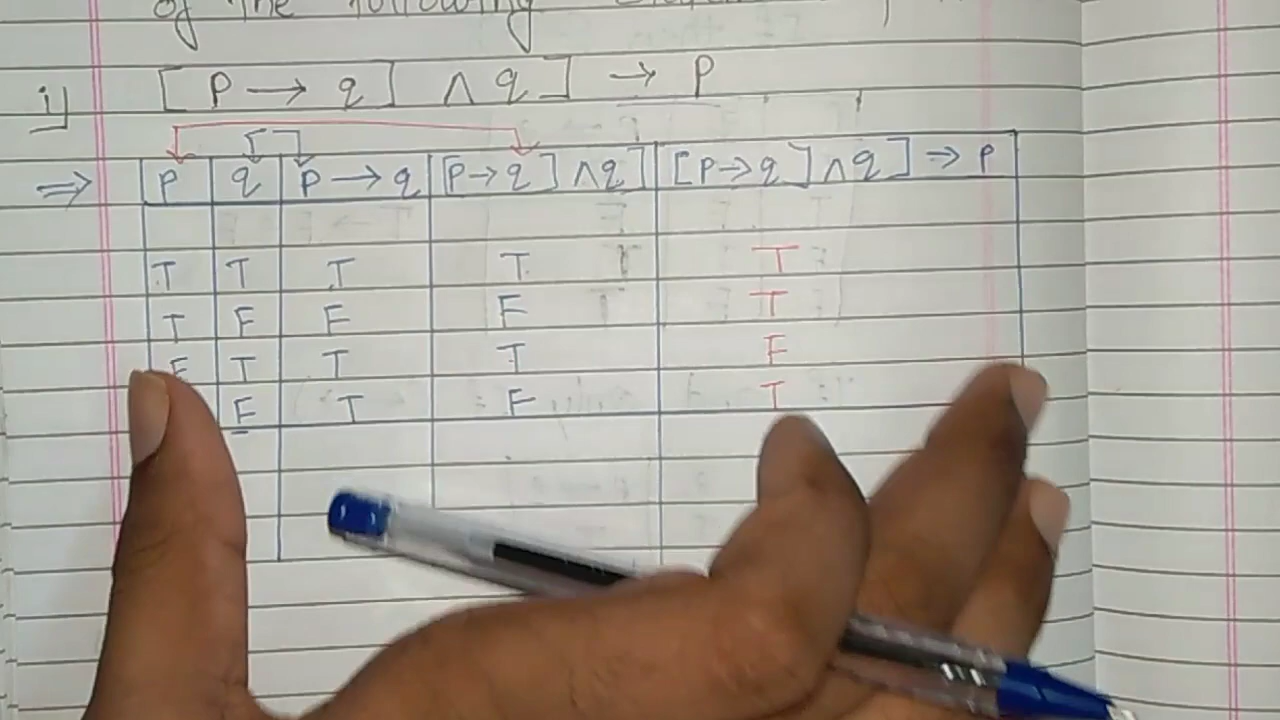 of the following
i] [ P → q ] ∧ q ] → P
⇒ P q P → q [P → q ] ∧ q ] [ P → q ] ∧ q ] ⇒ P
T T T T T
T F F F T
F T T T F
F T F T